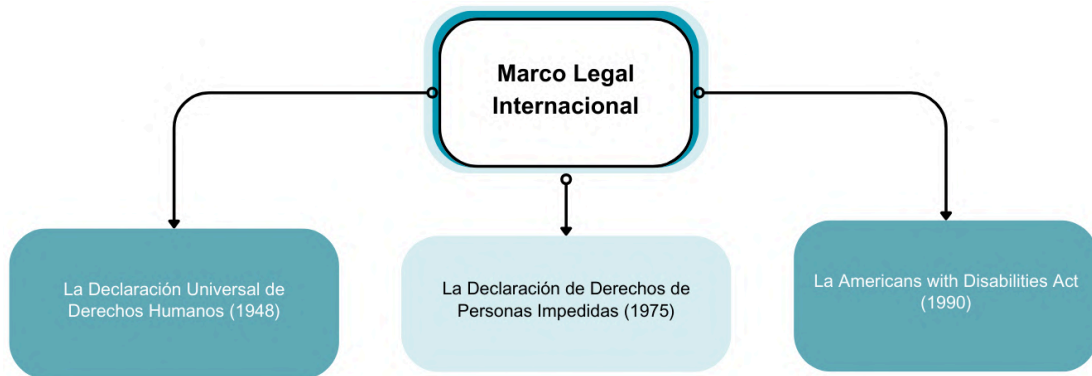 Marco Legal
Internacional
La Declaración Universal de
Derechos Humanos (1948)
La Declaración de Derechos de
Personas Impedidas (1975)
La Americans with Disabilities Act
(1990)